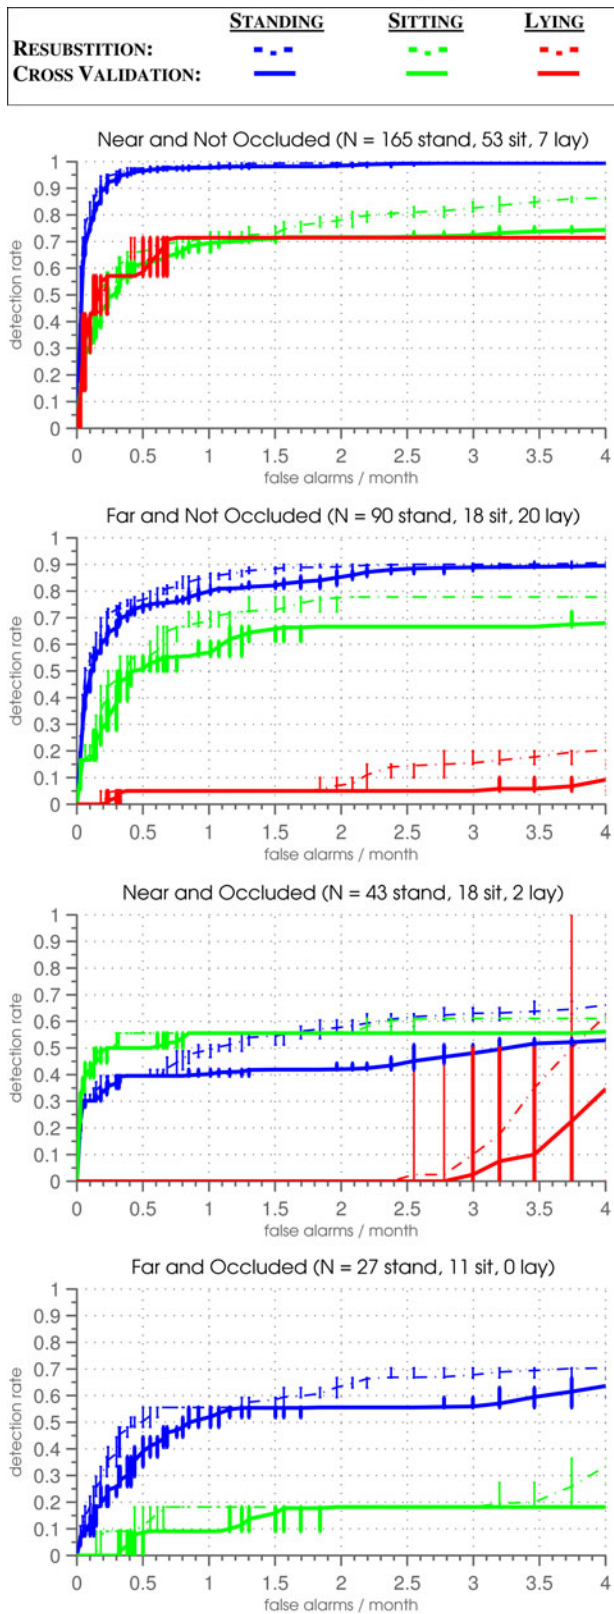 STANDING SITTING LYING
RESUBSTITION:
CROSS VALIDATION:
Near and Not Occluded (N = 165 stand, 53 sit, 7 lay)
1
0.9
0.8
0.7
0.6
0.5
0.4
0.3
0.2
0.1
0
detection rate
0 0.5 1 1.5 2 2.5 3 3.5 4
false alarms / month
Far and Not Occluded (N = 90 stand, 18 sit, 20 lay)
1
0.9
0.8
0.7
0.6
0.5
0.4
0.3
0.2
0.1
0
detection rate
0 0.5 1 1.5 2 2.5 3 3.5 4
false alarms / month
Near and Occluded (N = 43 stand, 18 sit, 2 lay)
1
0.9
0.8
0.7
0.6
0.5
0.4
0.3
0.2
0.1
0
detection rate
0 0.5 1 1.5 2 2.5 3 3.5 4
false alarms / month
Far and Occluded (N = 27 stand, 11 sit, 0 lay)
1
0.9
0.8
0.7
0.6
0.5
0.4
0.3
0.2
0.1
0
detection rate
0 0.5 1 1.5 2 2.5 3 3.5 4
false alarms / month